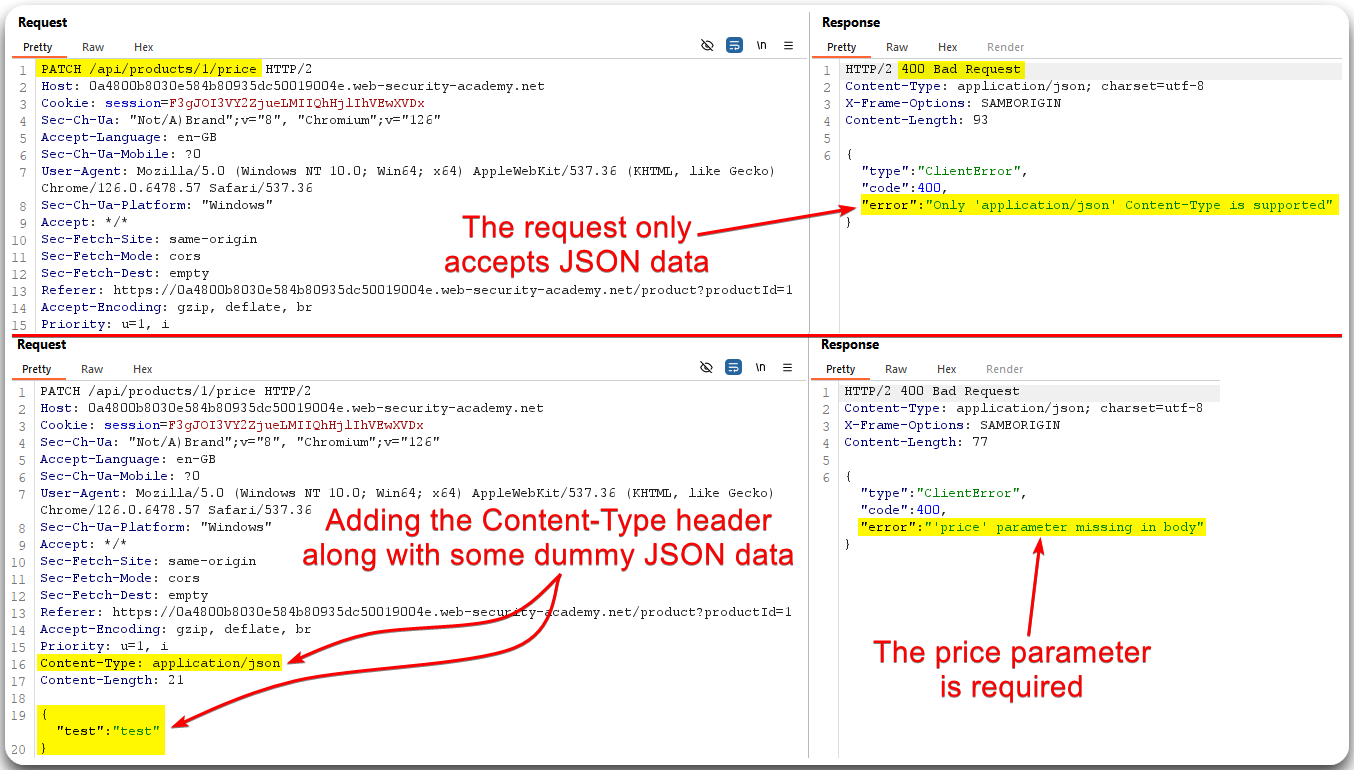 Request
Pretty Raw Hex \n
1 PATCH /api/products/1/price HTTP/2
2 Host: 0a4800b8030e584b80935dc50019004e.web-security-academy.net
3 Cookie: session=F3gJOI3VY2ZjueLMIIQhHjlIhVEwXVDx
4 Sec-Ch-Ua: "Not/A)Brand";v="8", "Chromium";v="126"
5 Accept-Language: en-GB
6 Sec-Ch-Ua-Mobile: ?0
7 User-Agent: Mozilla/5.0 (Windows NT 10.0; Win64; x64) AppleWebKit/537.36 (KHTML, like Gecko)
Chrome/126.0.6478.57 Safari/537.36
8 Sec-Ch-Ua-Platform: "Windows"
9 Accept: */*
10 Sec-Fetch-Site: same-origin
11 Sec-Fetch-Mode: cors
12 Sec-Fetch-Dest: empty
13 Referer: https://0a4800b8030e584b80935dc50019004e.web-security-academy.net/product?productId=1
14 Accept-Encoding: gzip, deflate, br
15 Priority: u=1, i
The request only
accepts JSON data
Response
Pretty Raw Hex Render
1 HTTP/2 400 Bad Request
2 Content-Type: application/json; charset=utf-8
3 X-Frame-Options: SAMEORIGIN
4 Content-Length: 93
5
6 {
"type":"ClientError",
"code":400,
"error":"Only 'application/json' Content-Type is supported"
}
Request
Pretty Raw Hex \n
1 PATCH /api/products/1/price HTTP/2
2 Host: 0a4800b8030e584b80935dc50019004e.web-security-academy.net
3 Cookie: session=F3gJOI3VY2ZjueLMIIQhHjlIhVEwXVDx
4 Sec-Ch-Ua: "Not/A)Brand";v="8", "Chromium";v="126"
5 Accept-Language: en-GB
6 Sec-Ch-Ua-Mobile: ?0
7 User-Agent: Mozilla/5.0 (Windows NT 10.0; Win64; x64) AppleWebKit/537.36 (KHTML, like Gecko)
Chrome/126.0.6478.57 Safari/537.36
8 Sec-Ch-Ua-Platform: "Windows"
9 Accept: */*
10 Sec-Fetch-Site: same-origin
11 Sec-Fetch-Mode: cors
12 Sec-Fetch-Dest: empty
13 Referer: https://0a4800b8030e584b80935dc50019004e.web-security-academy.net/product?productId=1
14 Accept-Encoding: gzip, deflate, br
15 Priority: u=1, i
16 Content-Type: application/json
17 Content-Length: 21
18
19 {
"test":"test"
20 }
Adding the Content-Type header
along with some dummy JSON data
Response
Pretty Raw Hex Render
1 HTTP/2 400 Bad Request
2 Content-Type: application/json; charset=utf-8
3 X-Frame-Options: SAMEORIGIN
4 Content-Length: 77
5
6 {
"type":"ClientError",
"code":400,
"error":"'price' parameter missing in body"
}
The price parameter
is required